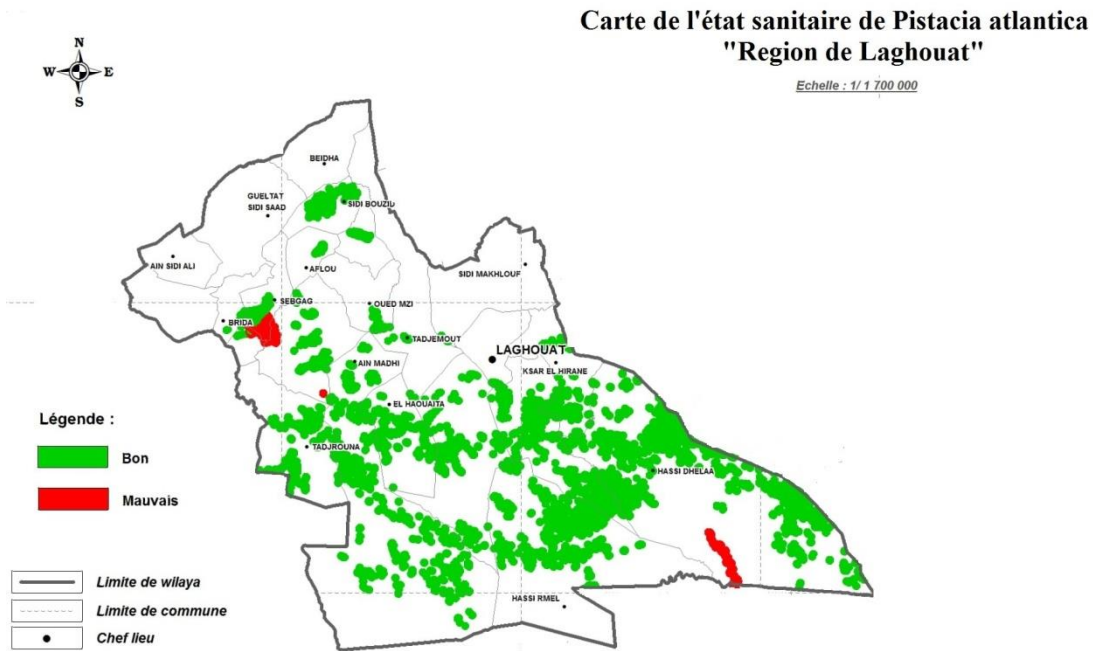 Carte de l'état sanitaire de Pistacia atlantica
"Region de Laghouat"
Echelle : 1/ 1 700 000
N
W
E
S
BEIDHA
GUELTAT
SIDI SAAD
SIDI BOUZID
AIN SIDI ALI
AFLOU
SIDI MAKHLOUF
SEBGAG
OUED MZI
BRIDA
TADJEMOUT
LAGHOUAT
AIN MADHI
KSAR EL HIRANE
EL HAOUAITA
TADJROUNA
HASSI DHELAA
HASSI RMEL
Légende :
Bon
Mauvais
Limite de wilaya
Limite de commune
Chef lieu